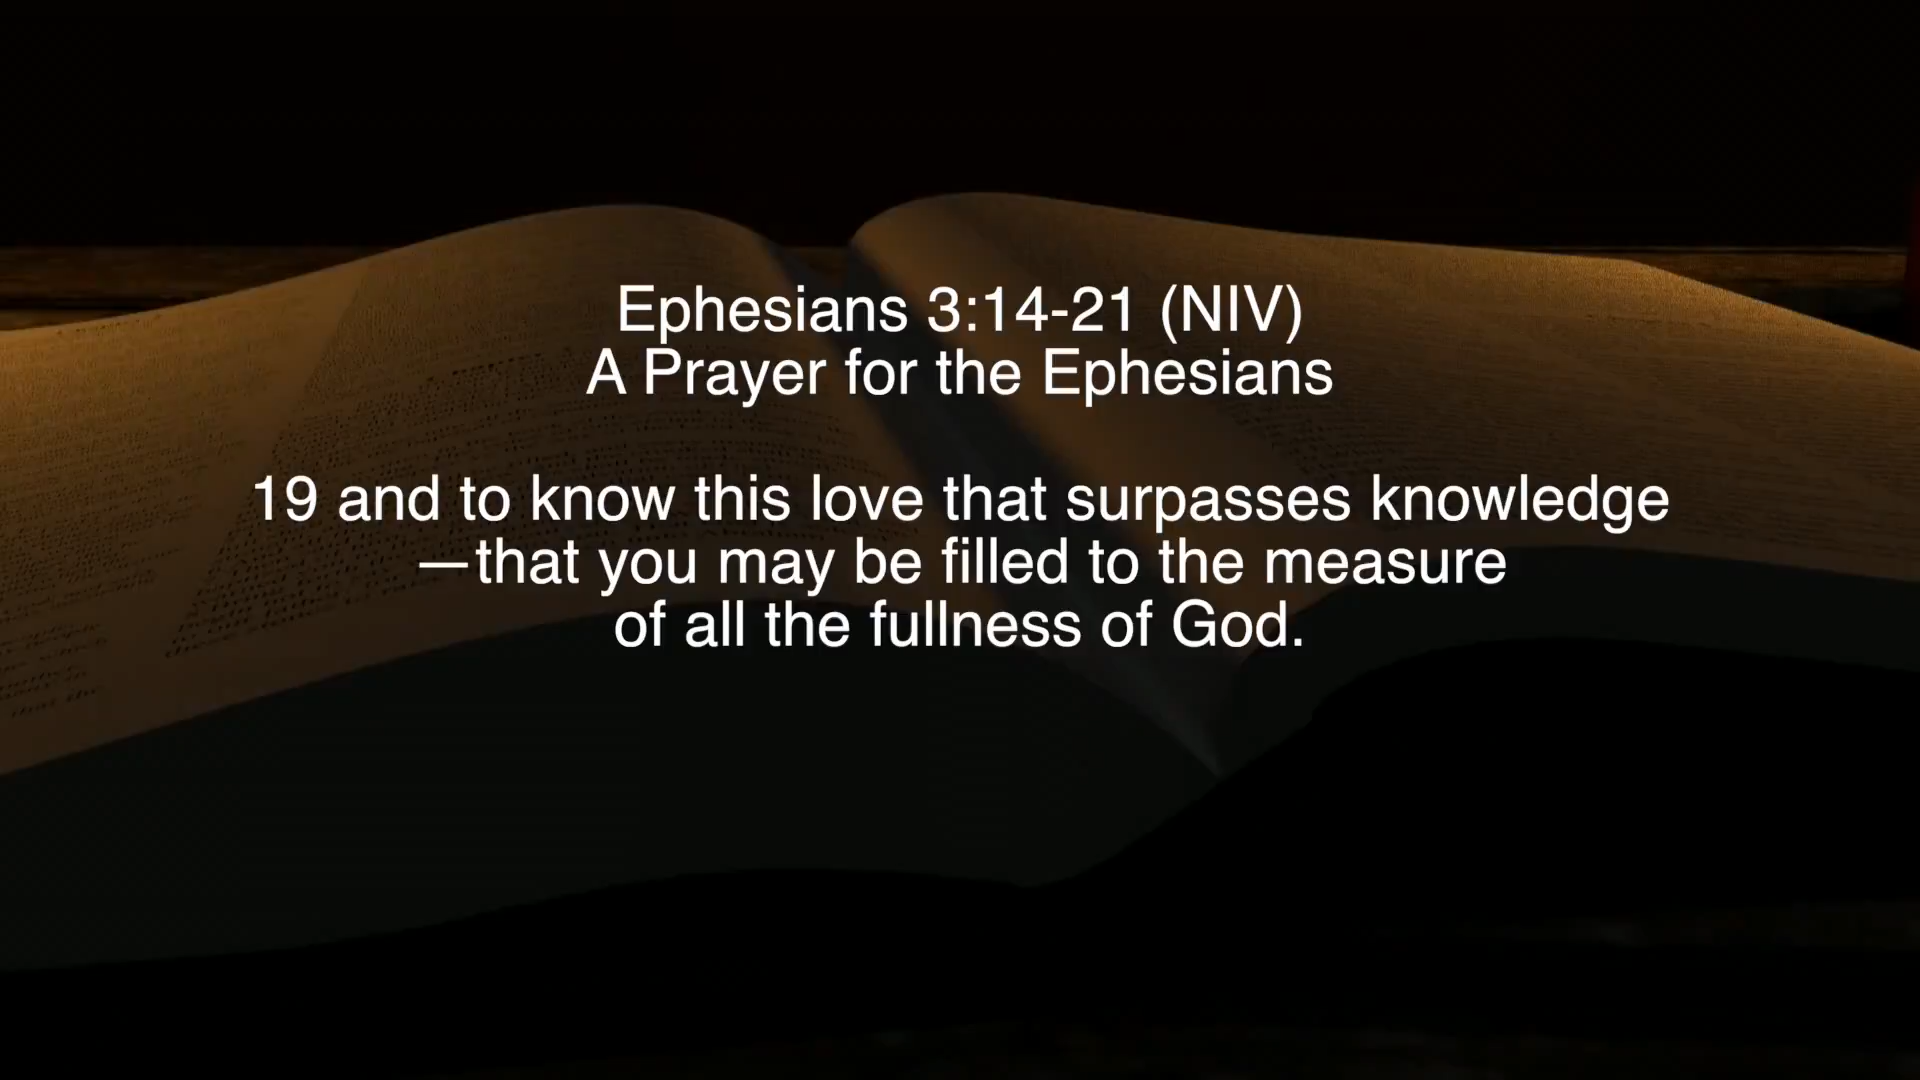 Ephesians 3:14-21 (NIV)
A Prayer for the Ephesians
19 and to know this love that surpasses knowledge
—that you may be filled to the measure
of all the fullness of God.